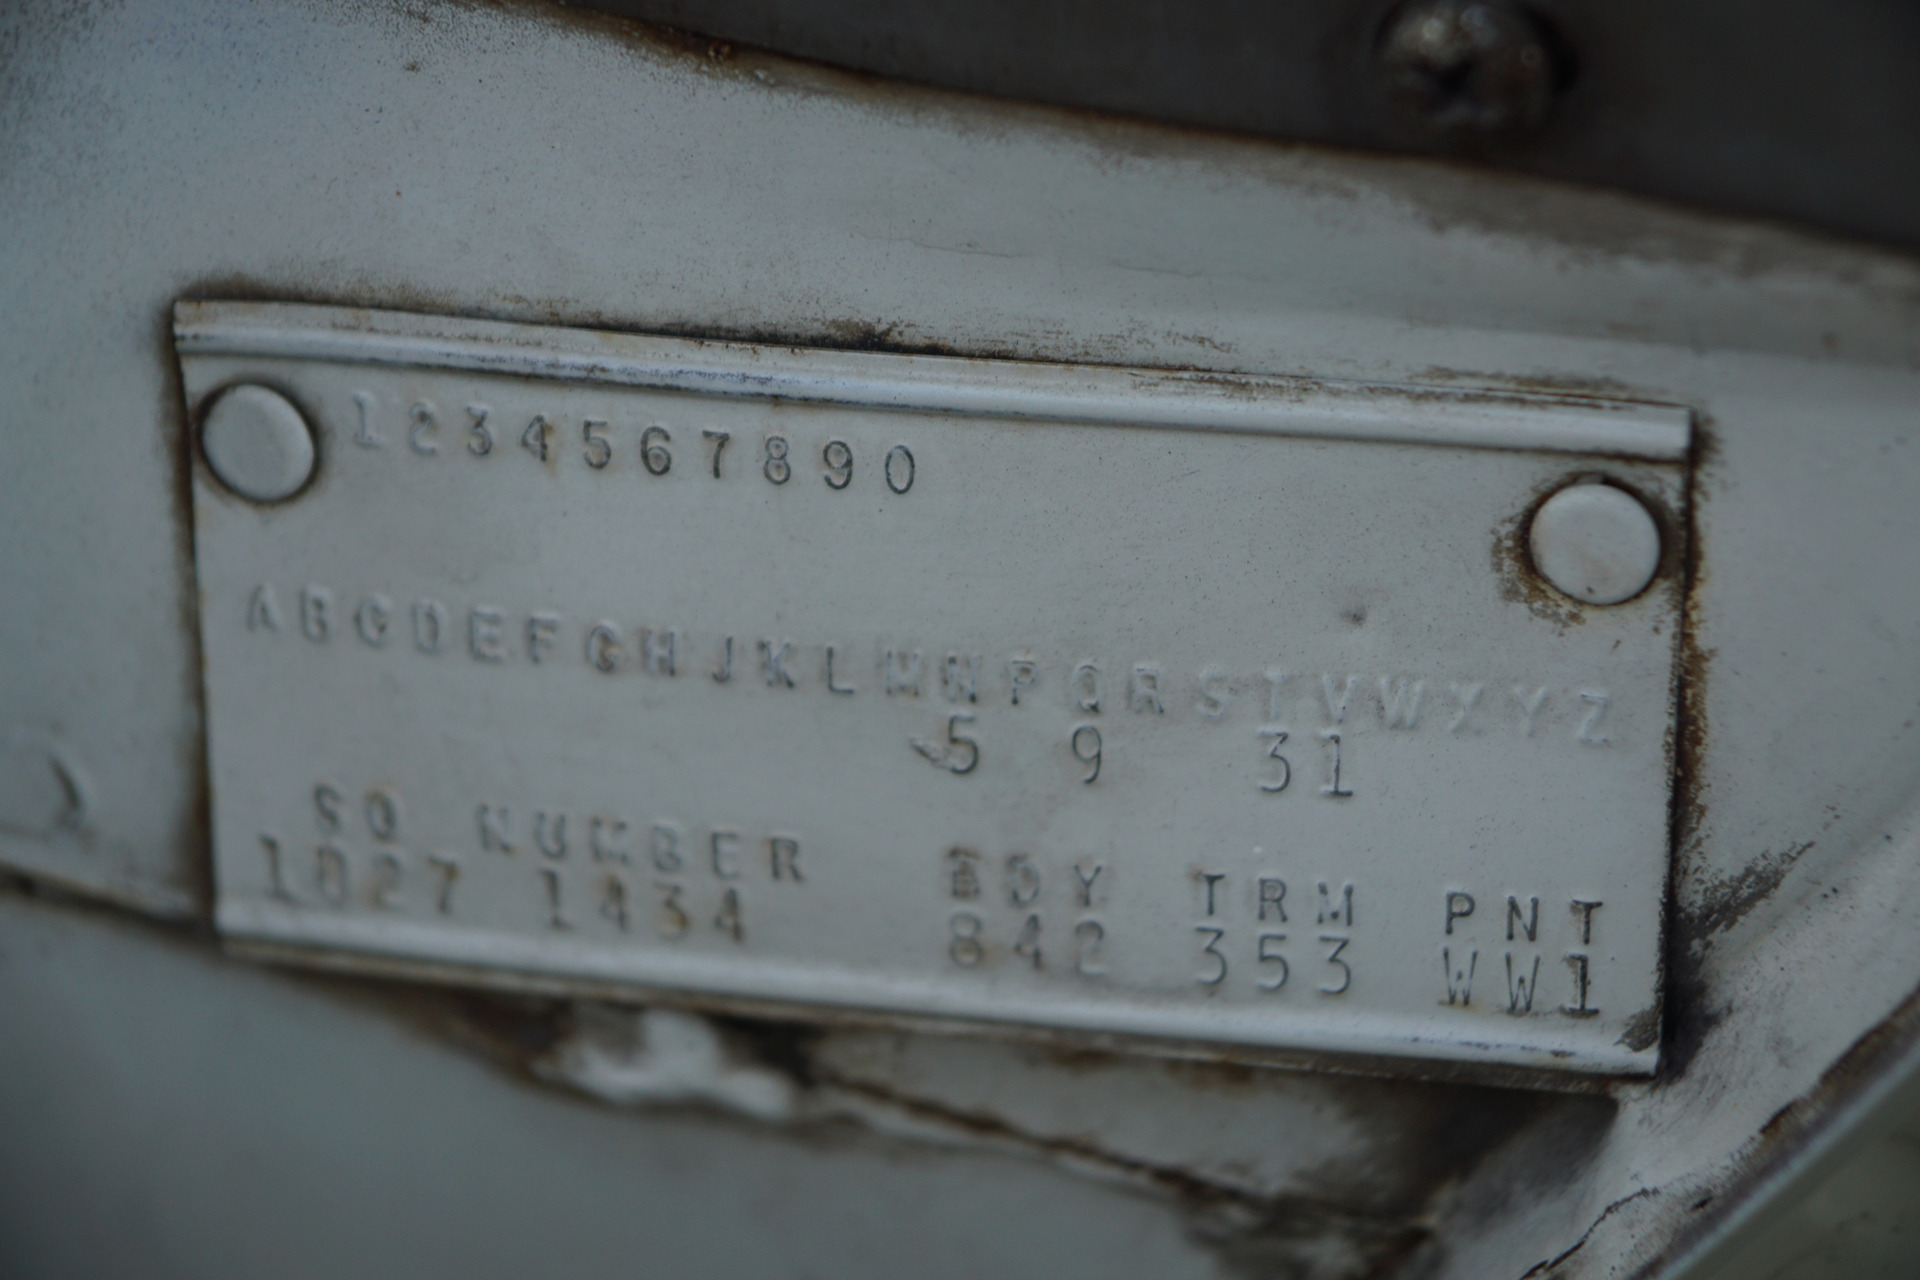 1234567890
ABCDEFGHJKLMNPQRSTVWXYZ
5 9 31
SO NUMBER BDY TRM PNT
1027 1434 842 353 WW1